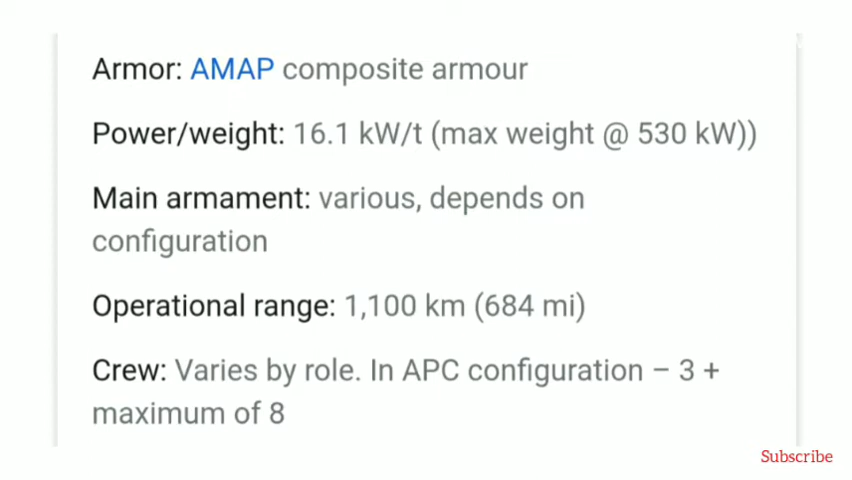 Armor: AMAP composite armour
Power/weight: 16.1 kW/t (max weight @ 530 kW))
Main armament: various, depends on
configuration
Operational range: 1,100 km (684 mi)
Crew: Varies by role. In APC configuration – 3 +
maximum of 8
Subscribe